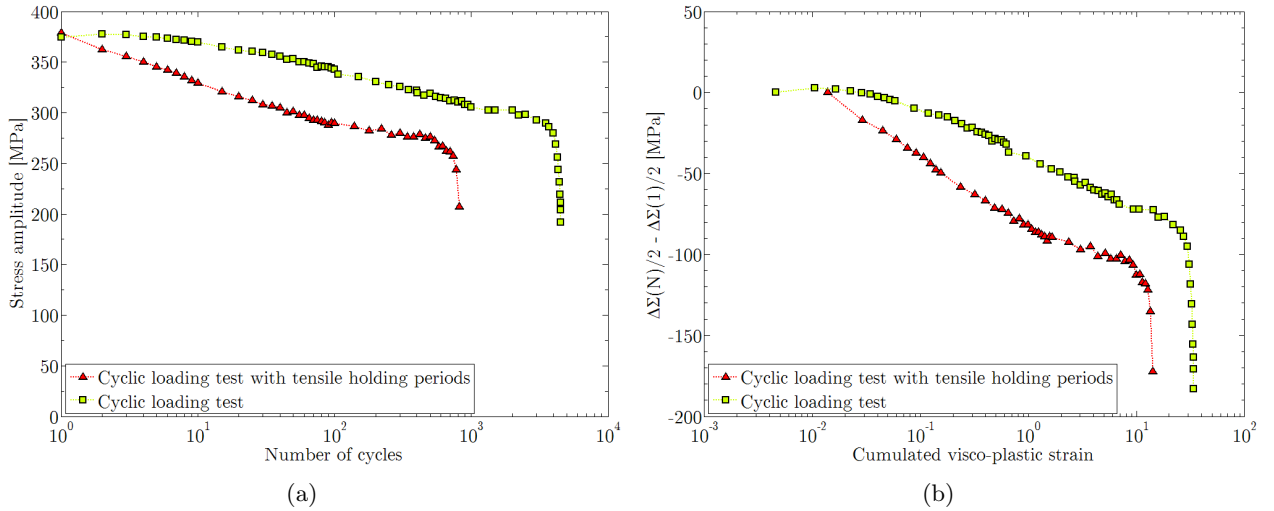 400
350
300
250
200
150
100
50
0
Stress amplitude [MPa]
Cyclic loading test with tensile holding periods
Cyclic loading test
10^0
10^1
10^2
10^3
10^4
Number of cycles
(a)
50
0
-50
-100
-150
-200
ΔΣ(N)/2 - ΔΣ(1)/2 [MPa]
Cyclic loading test with tensile holding periods
Cyclic loading test
10^-3
10^-2
10^-1
10^0
10^1
10^2
Cumulated visco-plastic strain
(b)